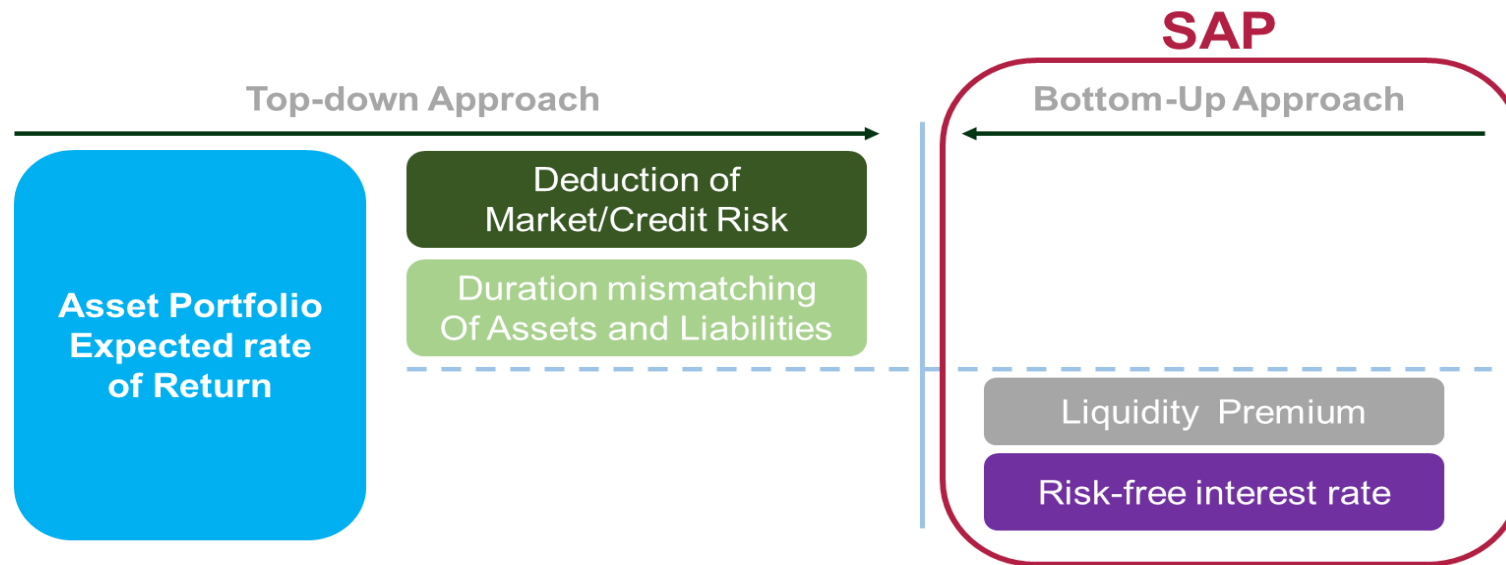 SAP
Top-down Approach
Bottom-Up Approach
Deduction of
Market/Credit Risk
Duration mismatching
Of Assets and Liabilities
Asset Portfolio
Expected rate
of Return
Liquidity Premium
Risk-free interest rate